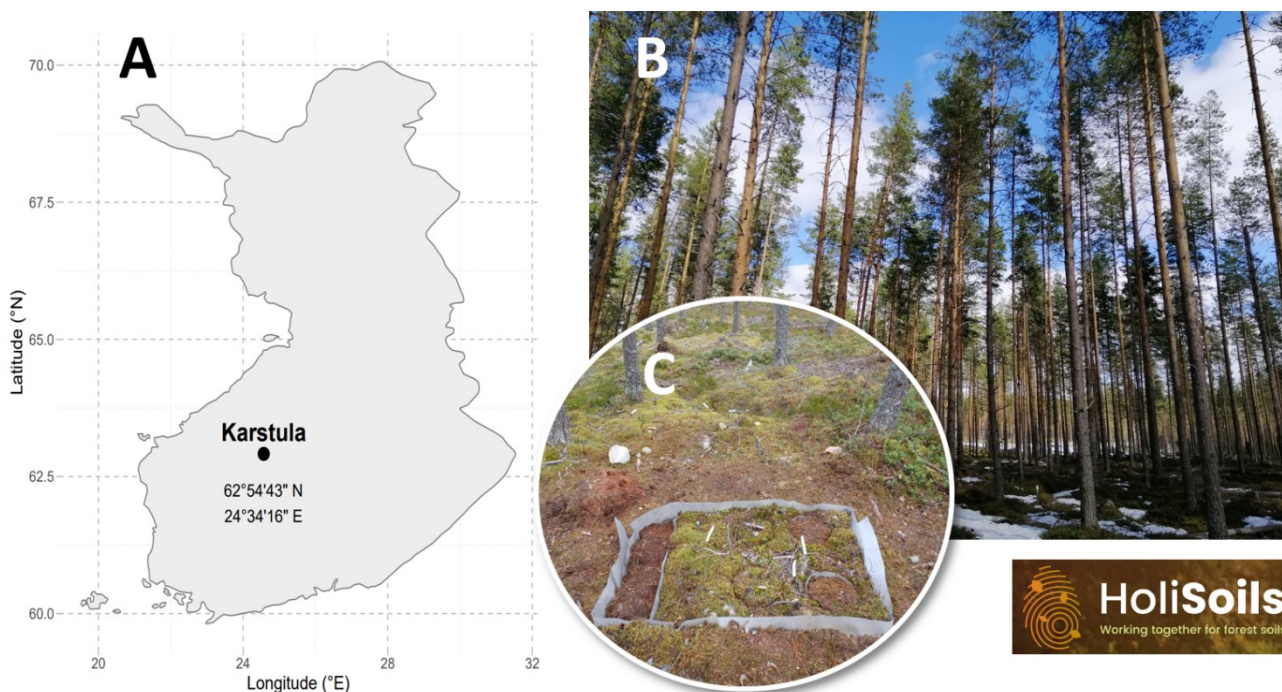 A
70.0
67.5
65.0
62.5
60.0
Latitude (°N)
Karstula
62°54'43" N
24°34'16" E
20
24
28
32
Longitude (°E)
B
C
HoliSoils
Working together for forest soils